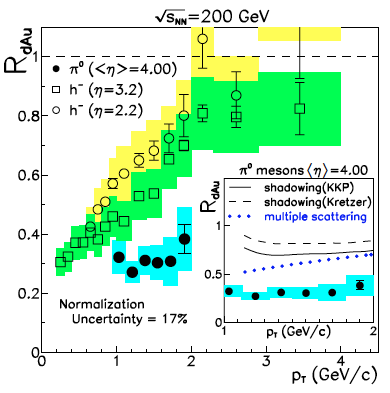 √sNN = 200 GeV
RdAu
π⁰ (<η>=4.00)
h⁻ (η=3.2)
h⁻ (η=2.2)
1
0.8
0.6
0.4
0.2
0
Normalization
Uncertainty = 17%
0 1 2 3 4
pT (GeV/c)
π⁰ mesons ⟨η⟩=4.00
RdAu
shadowing(KKP)
shadowing(Kretzer)
multiple scattering
1
0.5
0
1 2
pT (GeV/c)